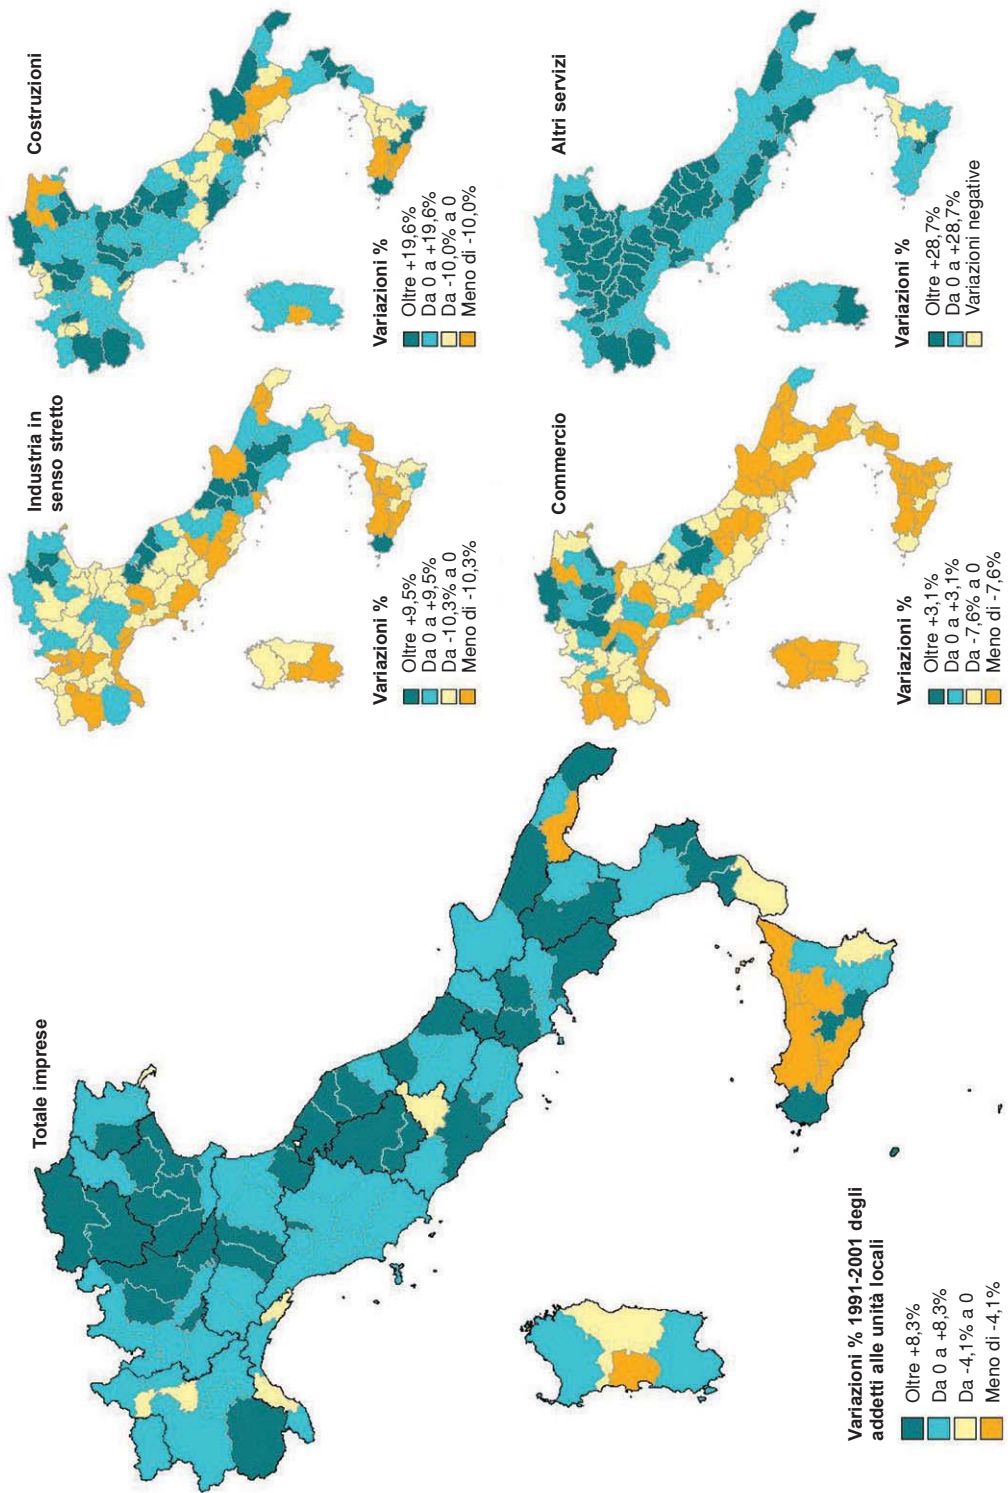 Totale imprese
Variazioni % 1991-2001 degli
addetti alle unità locali
Oltre +8,3%
Da 0 a +8,3%
Da -4,1% a 0
Meno di -4,1%
Industria in
senso stretto
Variazioni %
Oltre +9,5%
Da 0 a +9,5%
Da -10,3% a 0
Meno di -10,3%
Costruzioni
Variazioni %
Oltre +19,6%
Da 0 a +19,6%
Da -10,0% a 0
Meno di -10,0%
Commercio
Variazioni %
Oltre +3,1%
Da 0 a +3,1%
Da -7,6% a 0
Meno di -7,6%
Altri servizi
Variazioni %
Oltre +28,7%
Da 0 a +28,7%
Variazioni negative